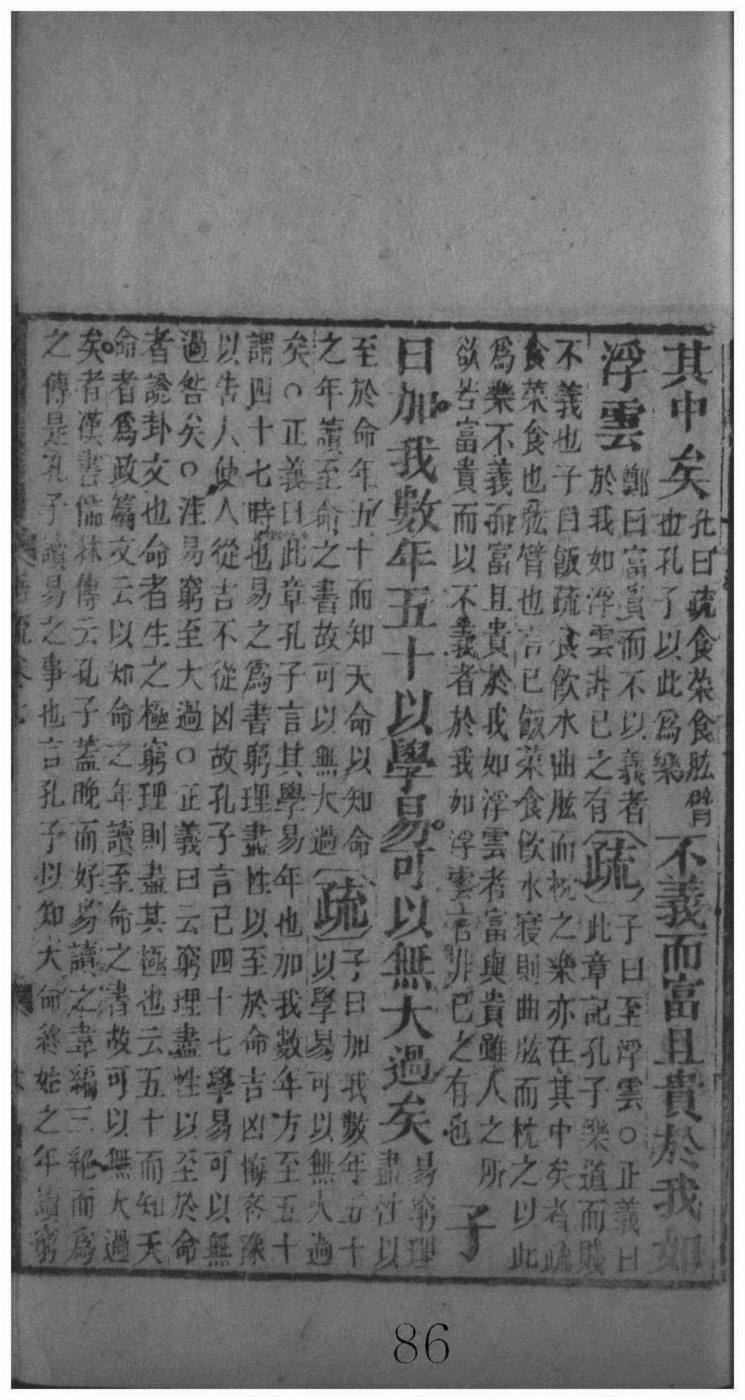 其中矣孔曰疏食菜食肱臂
也孔子以此爲樂
不義而富且貴於我如
浮雲
鄭曰富貴而不以義者
於我如浮雲非已之有
疏
子曰至浮雲○正義曰
此章記孔子樂道而賤
不義也子曰飯疏食飲水曲肱而枕之樂亦在其中矣者疏
食菜食也肱臂也言已飯菜食飲水寢則曲肱而枕之以此
爲樂不義而富且貴於我如浮雲者富與貴雖人之所
欲若富貴而以不義者於我如浮雲言非已之有也
子
曰加我數年五十以學易可以無大過矣
易窮理
盡性以
至於命年五十而知天命以知命
之年讀至命之書故可以無大過
疏
子曰加我數年五十
以學易可以無大過
矣○正義曰此章孔子言其學易年也加我數年方至五十
謂四十七時也易之爲書窮理盡性以至於命吉凶悔吝豫
以告人使人從吉不從凶故孔子言已四十七學易可以無
過咎矣○注易窮至大過○正義曰云窮理盡性以至於命
者說卦文也命者生之極窮理則盡其極也云五十而知天
命者爲政篇文云以知命之年讀至命之書故可以無大過
矣者漢書儒林傳云孔子蓋晚而好易讀之韋編三絕而爲
之傳是孔子讀易之事也言孔子以知天命終始之年讀窮
86